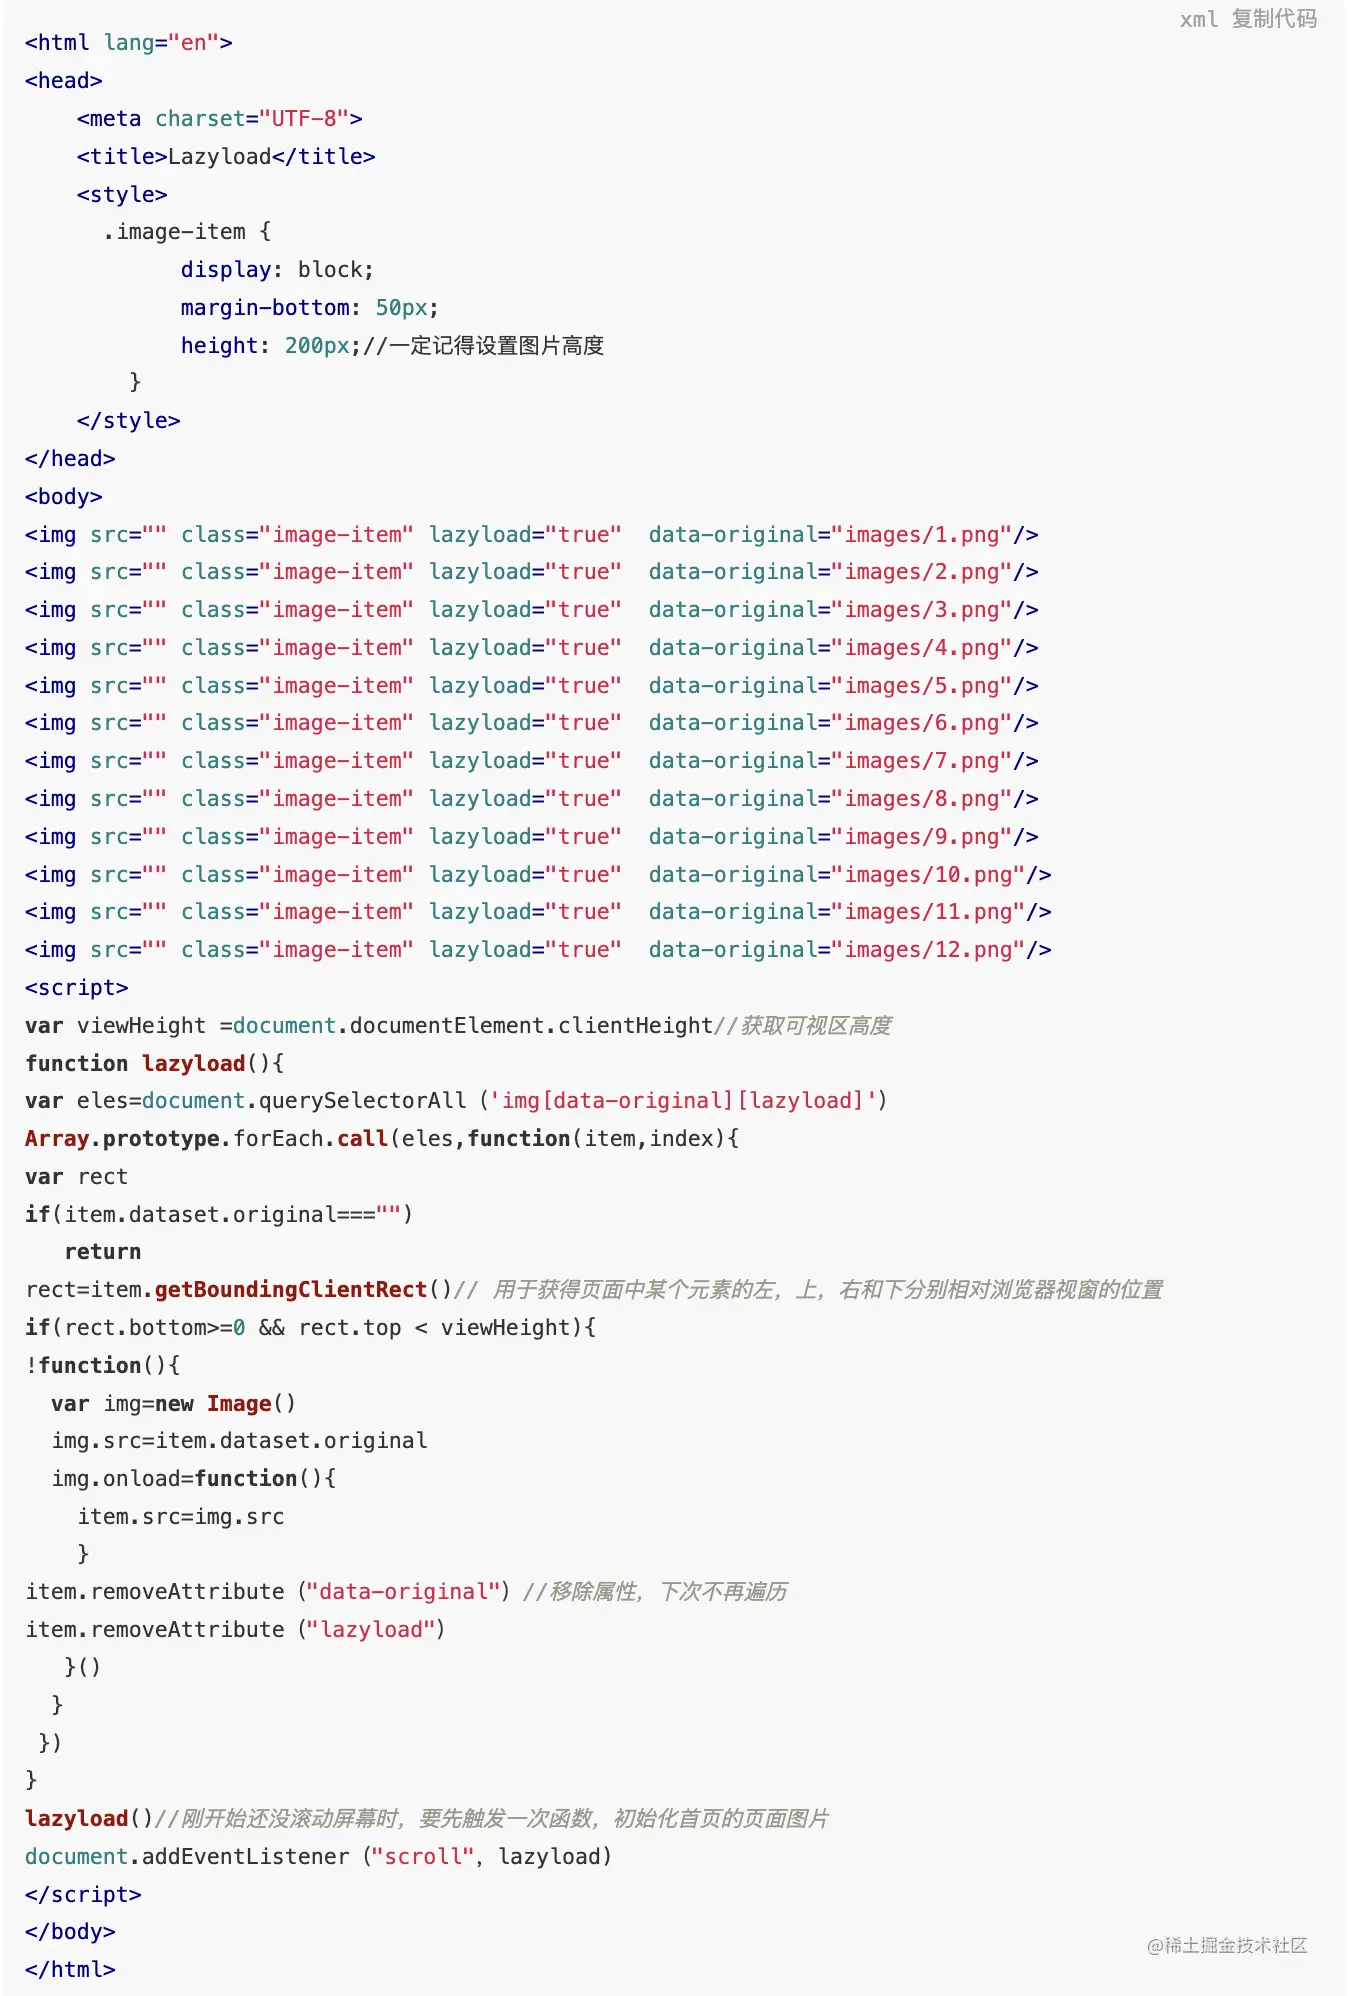 xml 复制代码
<html lang="en">
<head>
    <meta charset="UTF-8">
    <title>Lazyload</title>
    <style>
      .image-item {
            display: block;
            margin-bottom: 50px;
            height: 200px;//一定记得设置图片高度
        }
    </style>
</head>
<body>
<img src="" class="image-item" lazyload="true"  data-original="images/1.png"/>
<img src="" class="image-item" lazyload="true"  data-original="images/2.png"/>
<img src="" class="image-item" lazyload="true"  data-original="images/3.png"/>
<img src="" class="image-item" lazyload="true"  data-original="images/4.png"/>
<img src="" class="image-item" lazyload="true"  data-original="images/5.png"/>
<img src="" class="image-item" lazyload="true"  data-original="images/6.png"/>
<img src="" class="image-item" lazyload="true"  data-original="images/7.png"/>
<img src="" class="image-item" lazyload="true"  data-original="images/8.png"/>
<img src="" class="image-item" lazyload="true"  data-original="images/9.png"/>
<img src="" class="image-item" lazyload="true"  data-original="images/10.png"/>
<img src="" class="image-item" lazyload="true"  data-original="images/11.png"/>
<img src="" class="image-item" lazyload="true"  data-original="images/12.png"/>
<script>
var viewHeight =document.documentElement.clientHeight//获取可视区高度
function lazyload(){
var eles=document.querySelectorAll（'img[data-original][lazyload]'）
Array.prototype.forEach.call(eles,function(item,index){
var rect
if(item.dataset.original==="")
   return
rect=item.getBoundingClientRect()// 用于获得页面中某个元素的左，上，右和下分别相对浏览器视窗的位置
if(rect.bottom>=0 && rect.top < viewHeight){
!function(){
  var img=new Image()
  img.src=item.dataset.original
  img.onload=function(){
    item.src=img.src
    }
item.removeAttribute（"data-original"）//移除属性，下次不再遍历
item.removeAttribute（"lazyload"）
   }()
  }
 })
}
lazyload()//刚开始还没滚动屏幕时，要先触发一次函数，初始化首页的页面图片
document.addEventListener（"scroll"，lazyload)
</script>
</body>
</html>
@稀土掘金技术社区